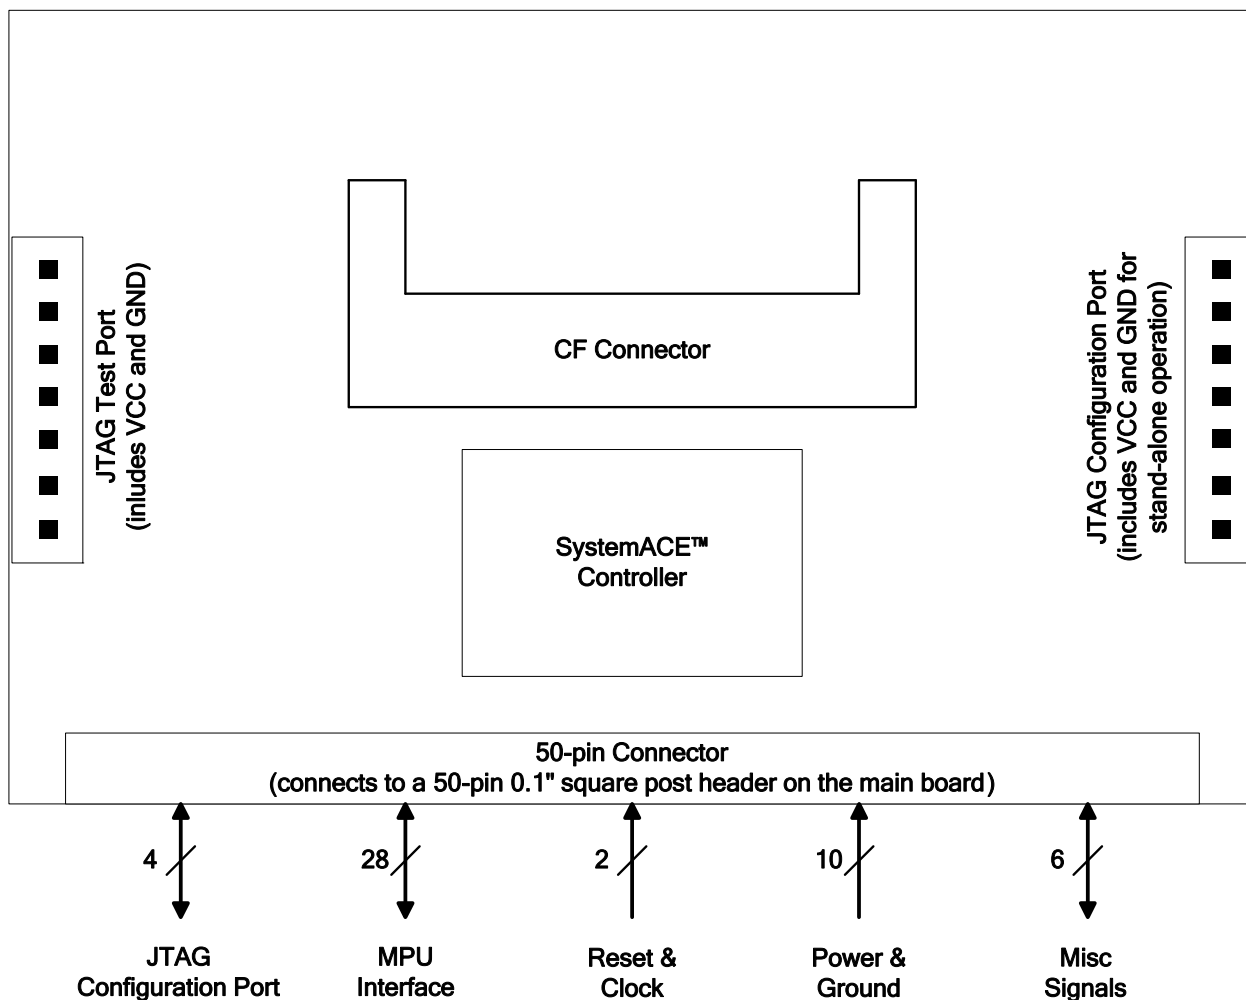 CF Connector
JTAG Test Port
(inludes VCC and GND)
JTAG Configuration Port
(includes VCC and GND for
stand-alone operation)
SystemACE™
Controller
50-pin Connector
(connects to a 50-pin 0.1" square post header on the main board)
4
28
2
10
6
JTAG
Configuration Port
MPU
Interface
Reset &
Clock
Power &
Ground
Misc
Signals